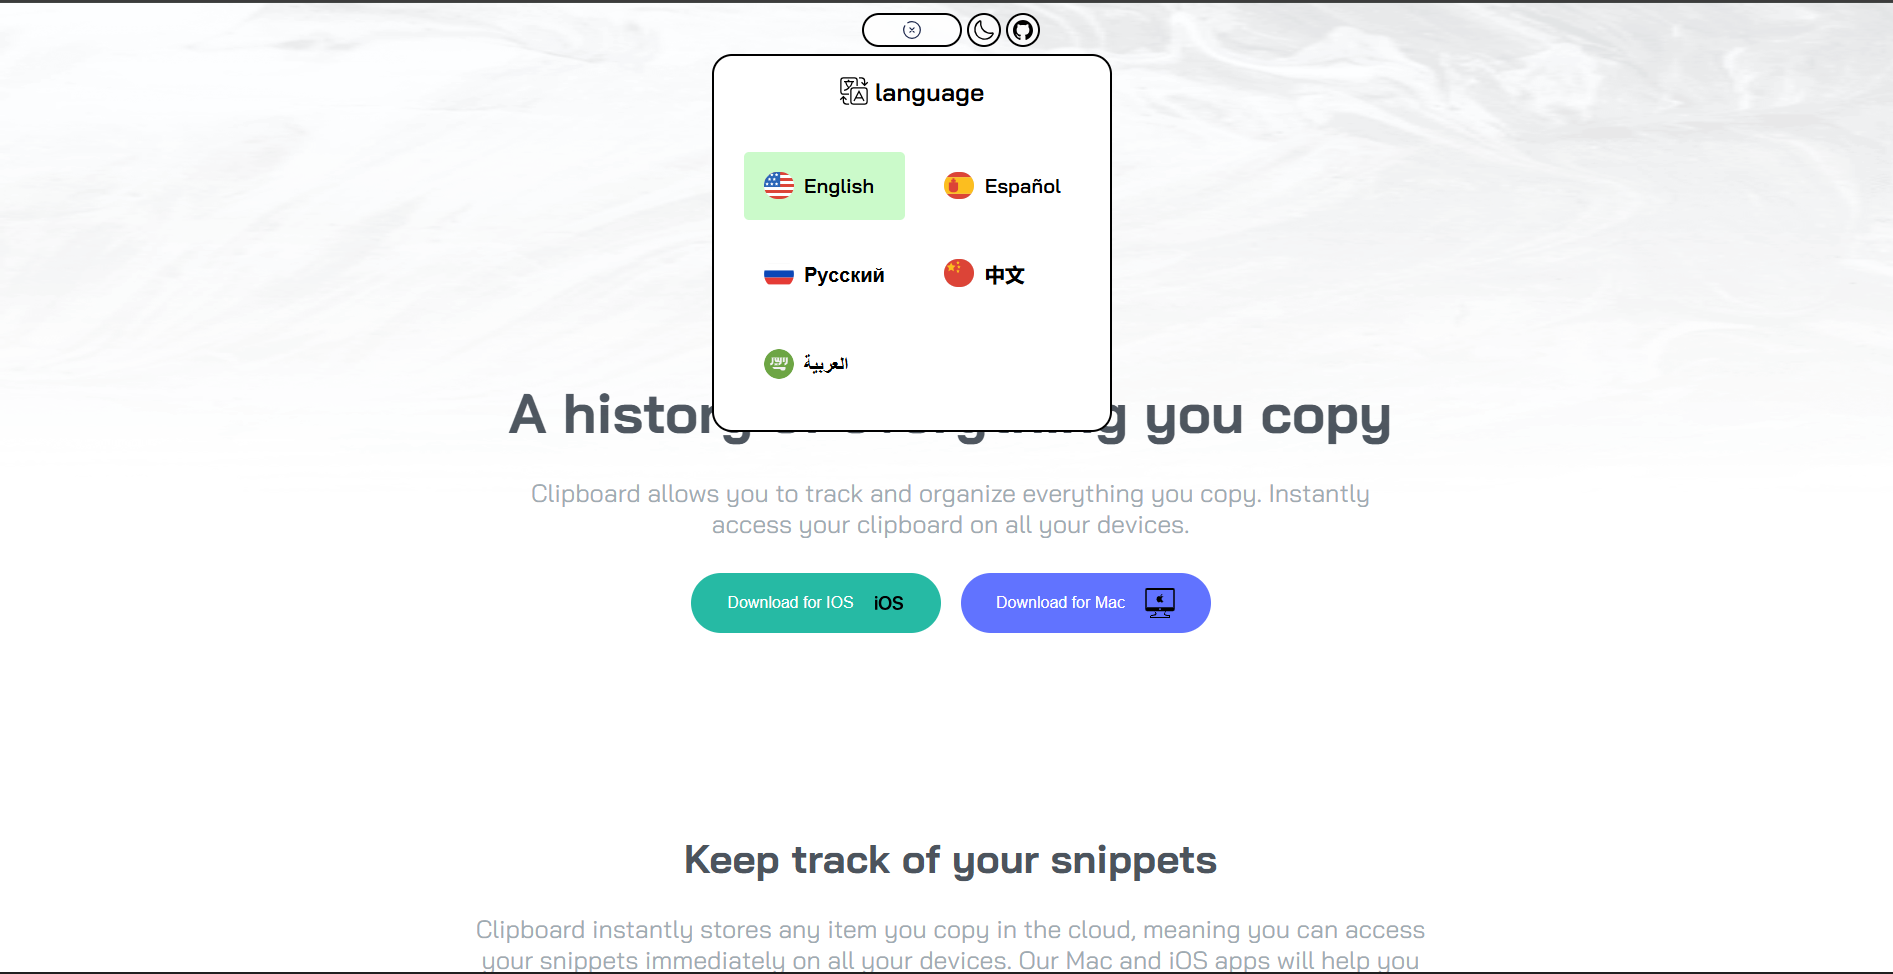 language
English
Español
Русский
中文
العربية
A history you copy
Clipboard allows you to track and organize everything you copy. Instantly
access your clipboard on all your devices.
Download for IOS iOS
Download for Mac
Keep track of your snippets
Clipboard instantly stores any item you copy in the cloud, meaning you can access
your snippets immediately on all your devices. Our Mac and iOS apps will help you